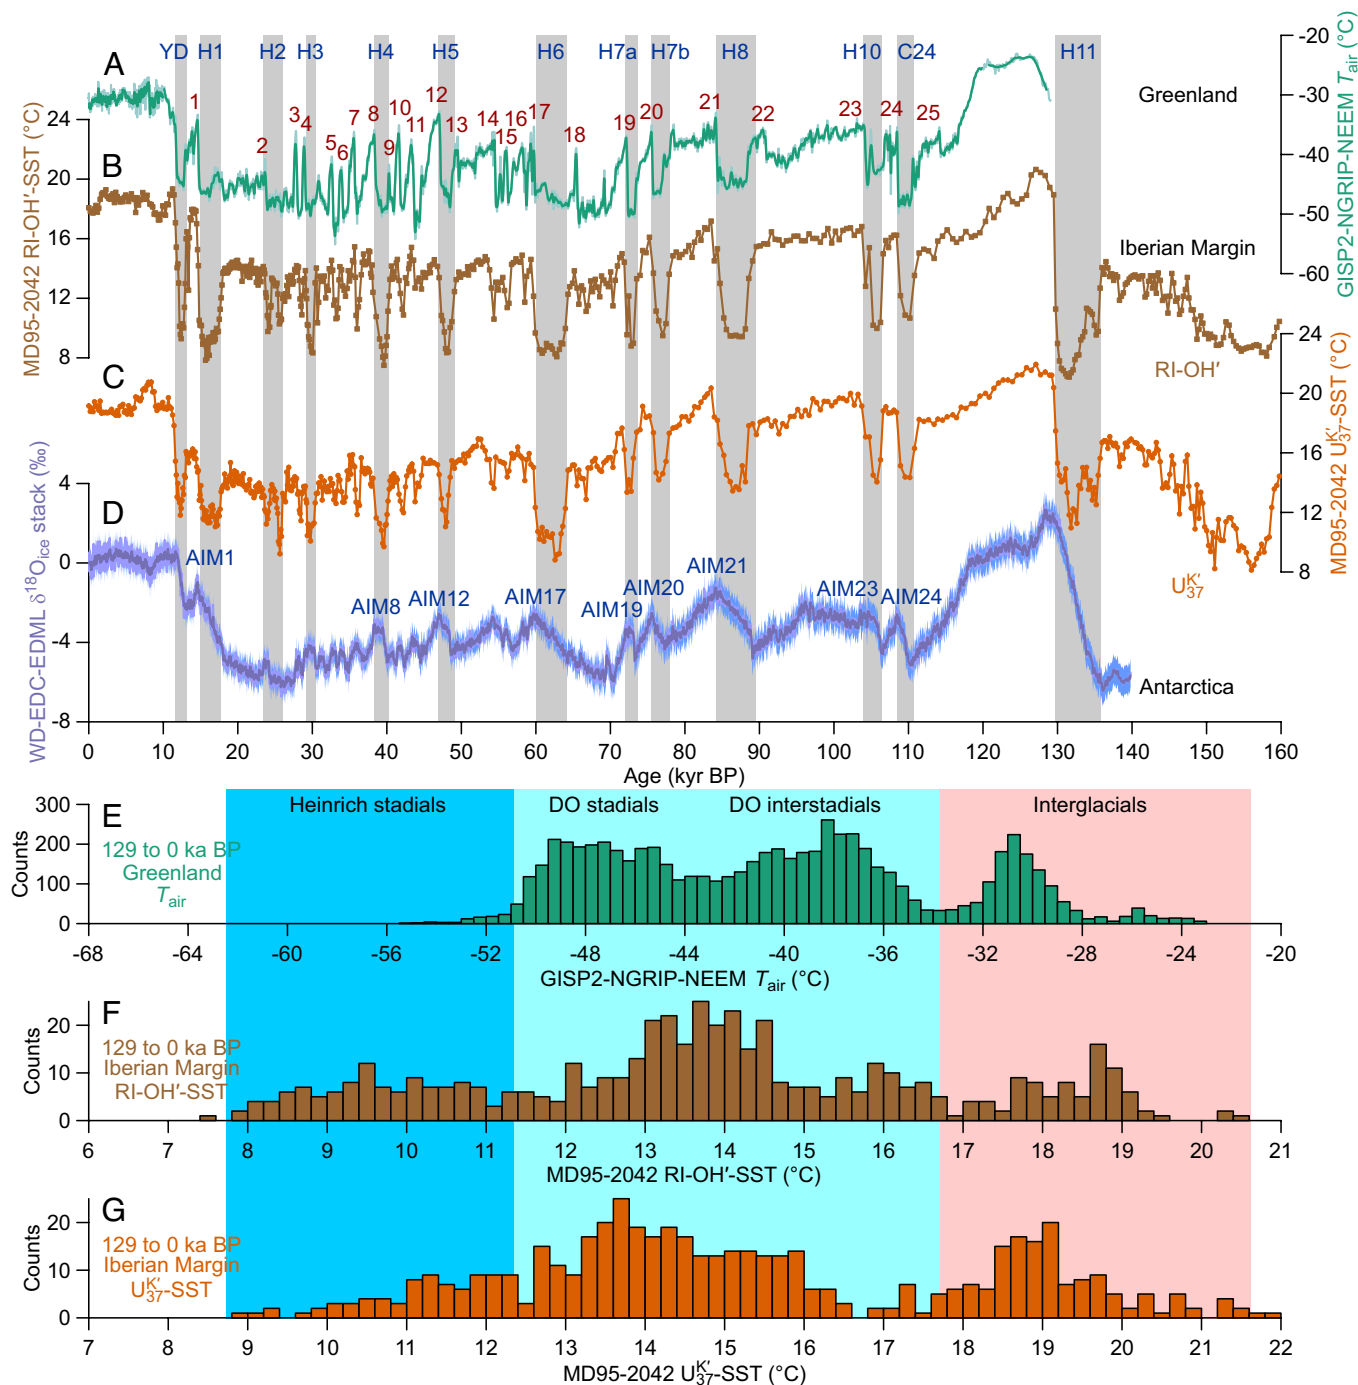 YD H1 H2 H3 H4 H5 H6 H7a H7b H8 H10 C24 H11
A
Greenland
1 2 3 4 5 6 7 8 9 10 11 12 13 14 15 16 17 18 19 20 21 22 23 24 25
-20
-30
-40
-50
-60
GISP2-NGRIP-NEEM Tair (°C)
B
24
20
16
12
8
MD95-2042 RI-OH′-SST (°C)
Iberian Margin
RI-OH′
C
24
20
16
12
8
MD95-2042 UK′37-SST (°C)
UK′37
D
4
0
-4
-8
WD-EDC-EDML δ18Oice stack (‰)
AIM1 AIM8 AIM12 AIM17 AIM19 AIM20 AIM21 AIM23 AIM24
Antarctica
0 10 20 30 40 50 60 70 80 90 100 110 120 130 140 150 160
Age (kyr BP)
Heinrich stadials DO stadials DO interstadials Interglacials
E
300
200
100
0
Counts
129 to 0 ka BP
Greenland
Tair
-68 -64 -60 -56 -52 -48 -44 -40 -36 -32 -28 -24 -20
GISP2-NGRIP-NEEM Tair (°C)
F
20
10
0
Counts
129 to 0 ka BP
Iberian Margin
RI-OH′-SST
6 7 8 9 10 11 12 13 14 15 16 17 18 19 20 21
MD95-2042 RI-OH′-SST (°C)
G
20
10
0
Counts
129 to 0 ka BP
Iberian Margin
UK′37-SST
7 8 9 10 11 12 13 14 15 16 17 18 19 20 21 22
MD95-2042 UK′37-SST (°C)